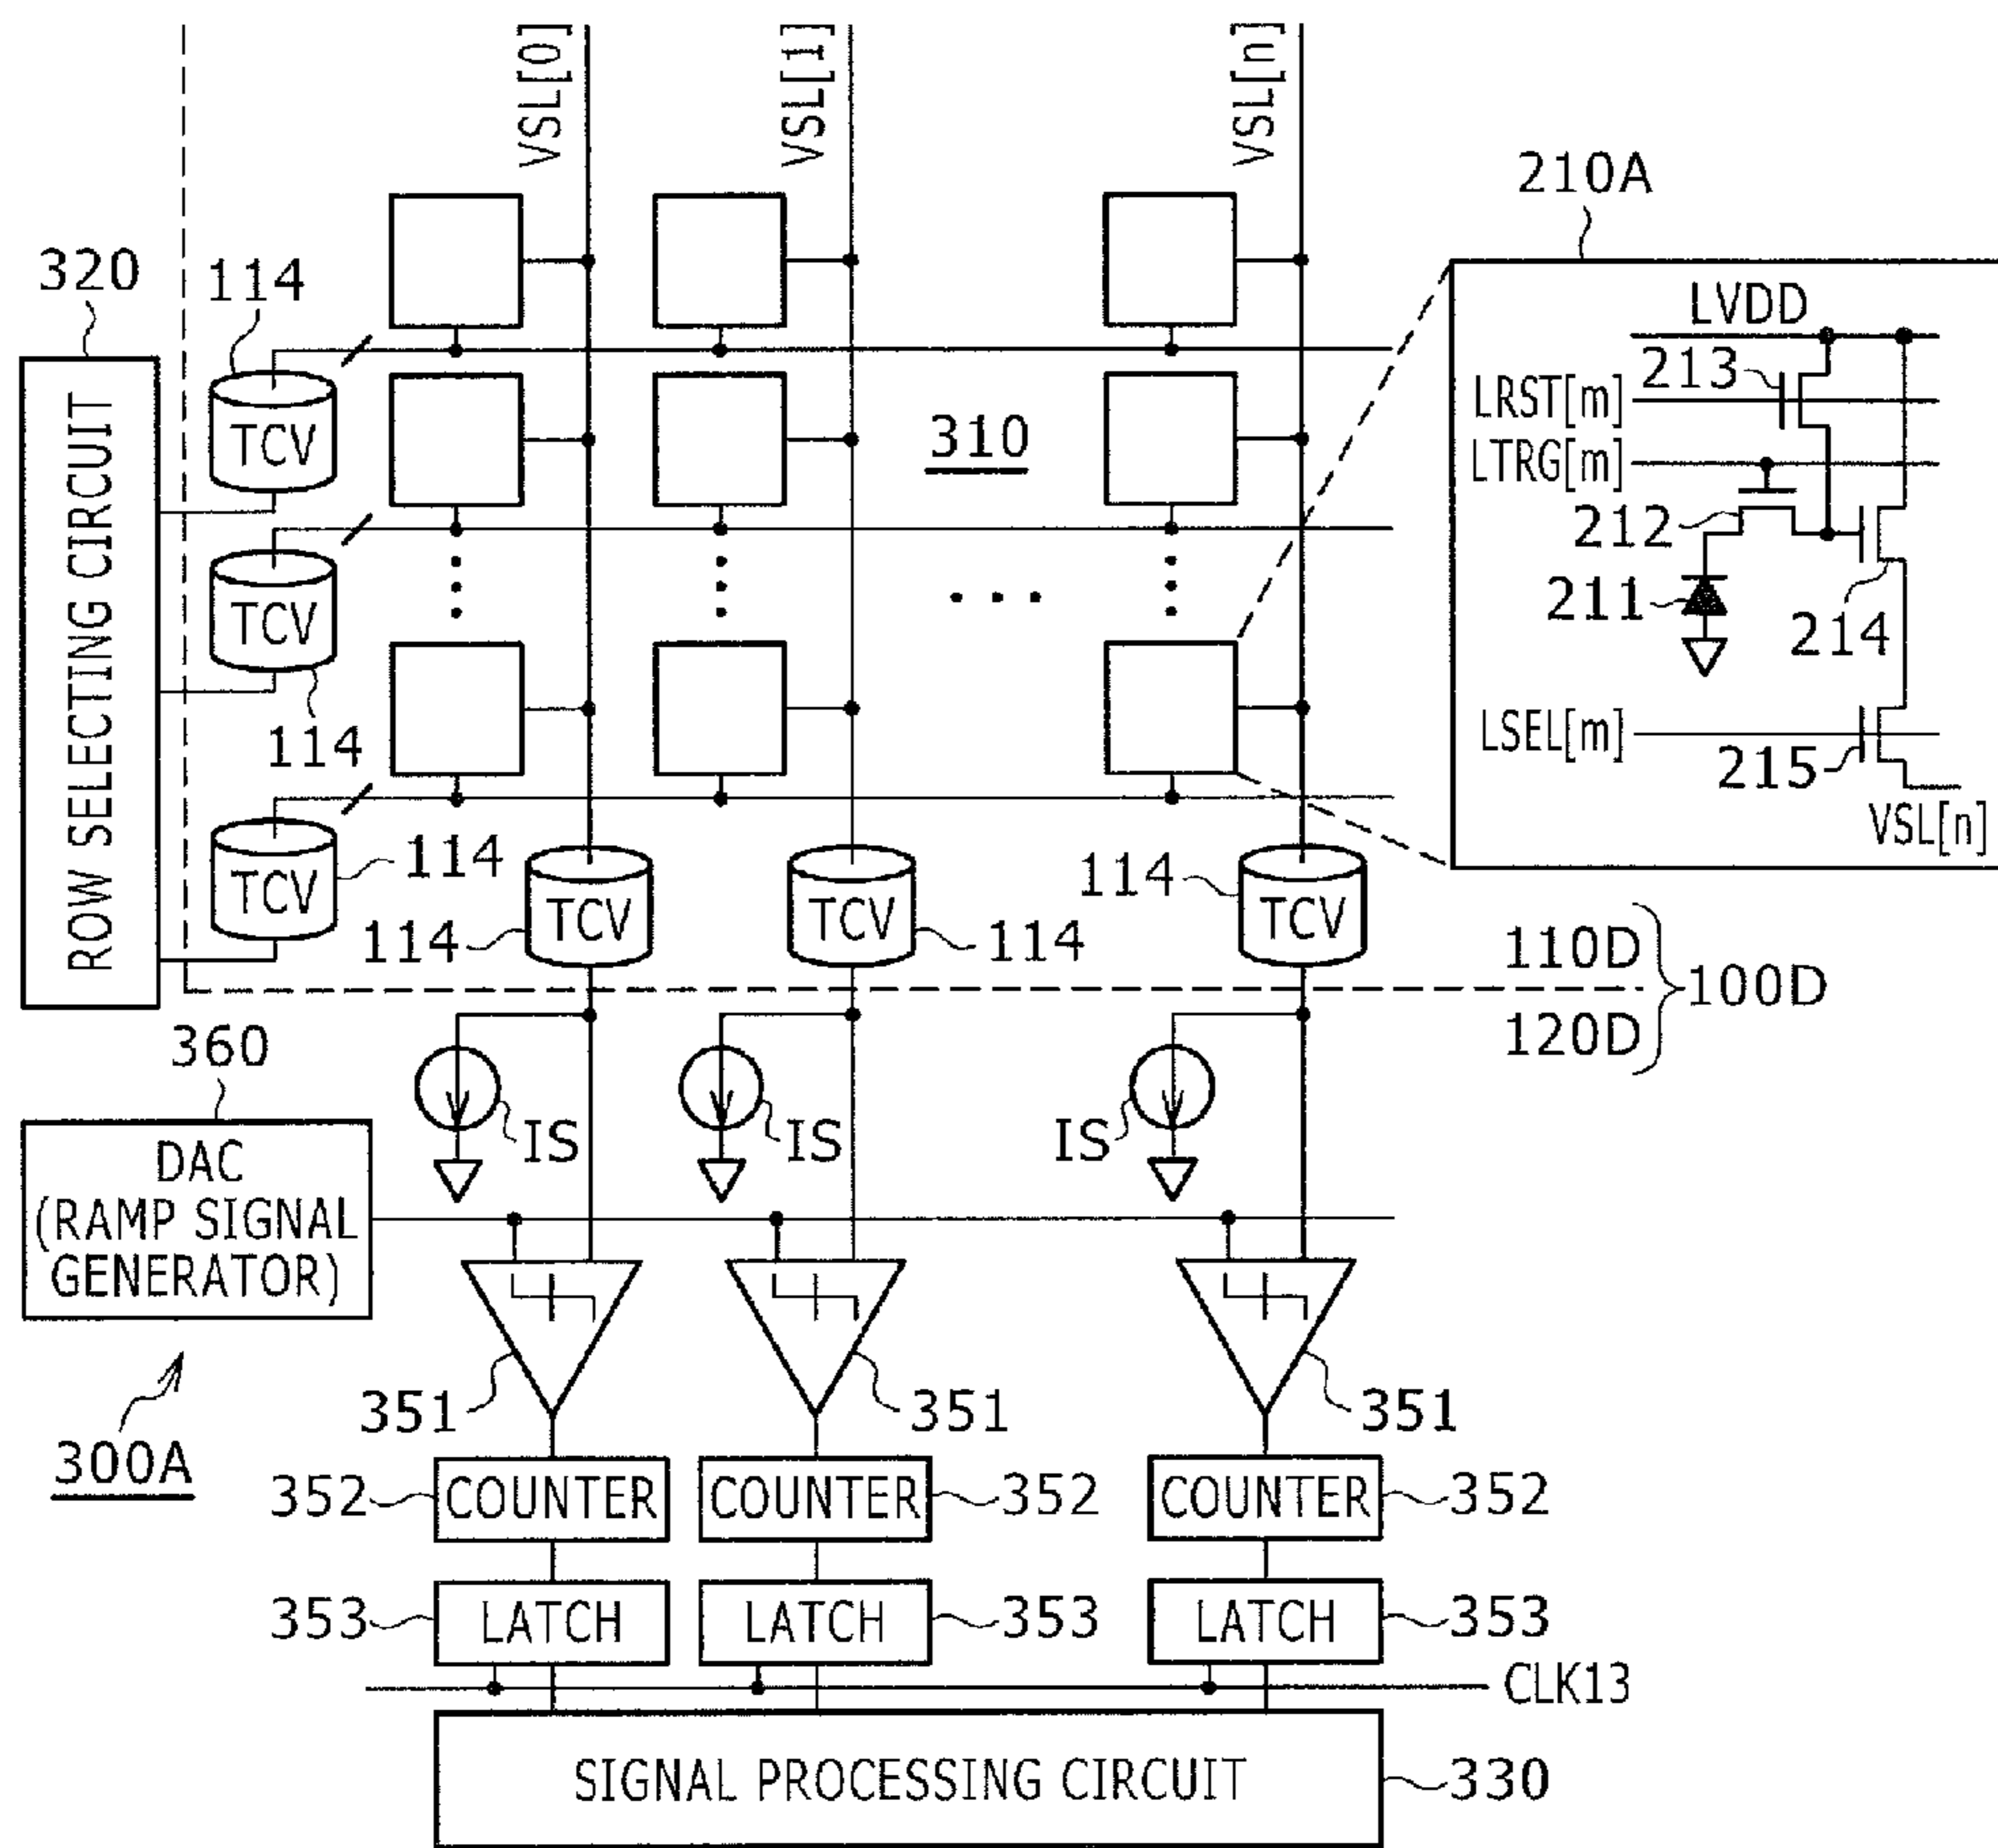 VSL[0]
VSL[1]
VSL[n]
210A
320
114
LVDD
213
LRST[m]
LTRG[m]
212
211
214
LSEL[m]
215
VSL[n]
ROW SELECTING CIRCUIT
TCV
310
TCV
114
TCV
114
TCV
114
TCV
114
TCV
114
110D
100D
120D
360
IS
IS
IS
DAC
(RAMP SIGNAL
GENERATOR)
351
351
351
300A
352
COUNTER
COUNTER
352
COUNTER
352
353
LATCH
LATCH
353
LATCH
353
CLK13
SIGNAL PROCESSING CIRCUIT
330